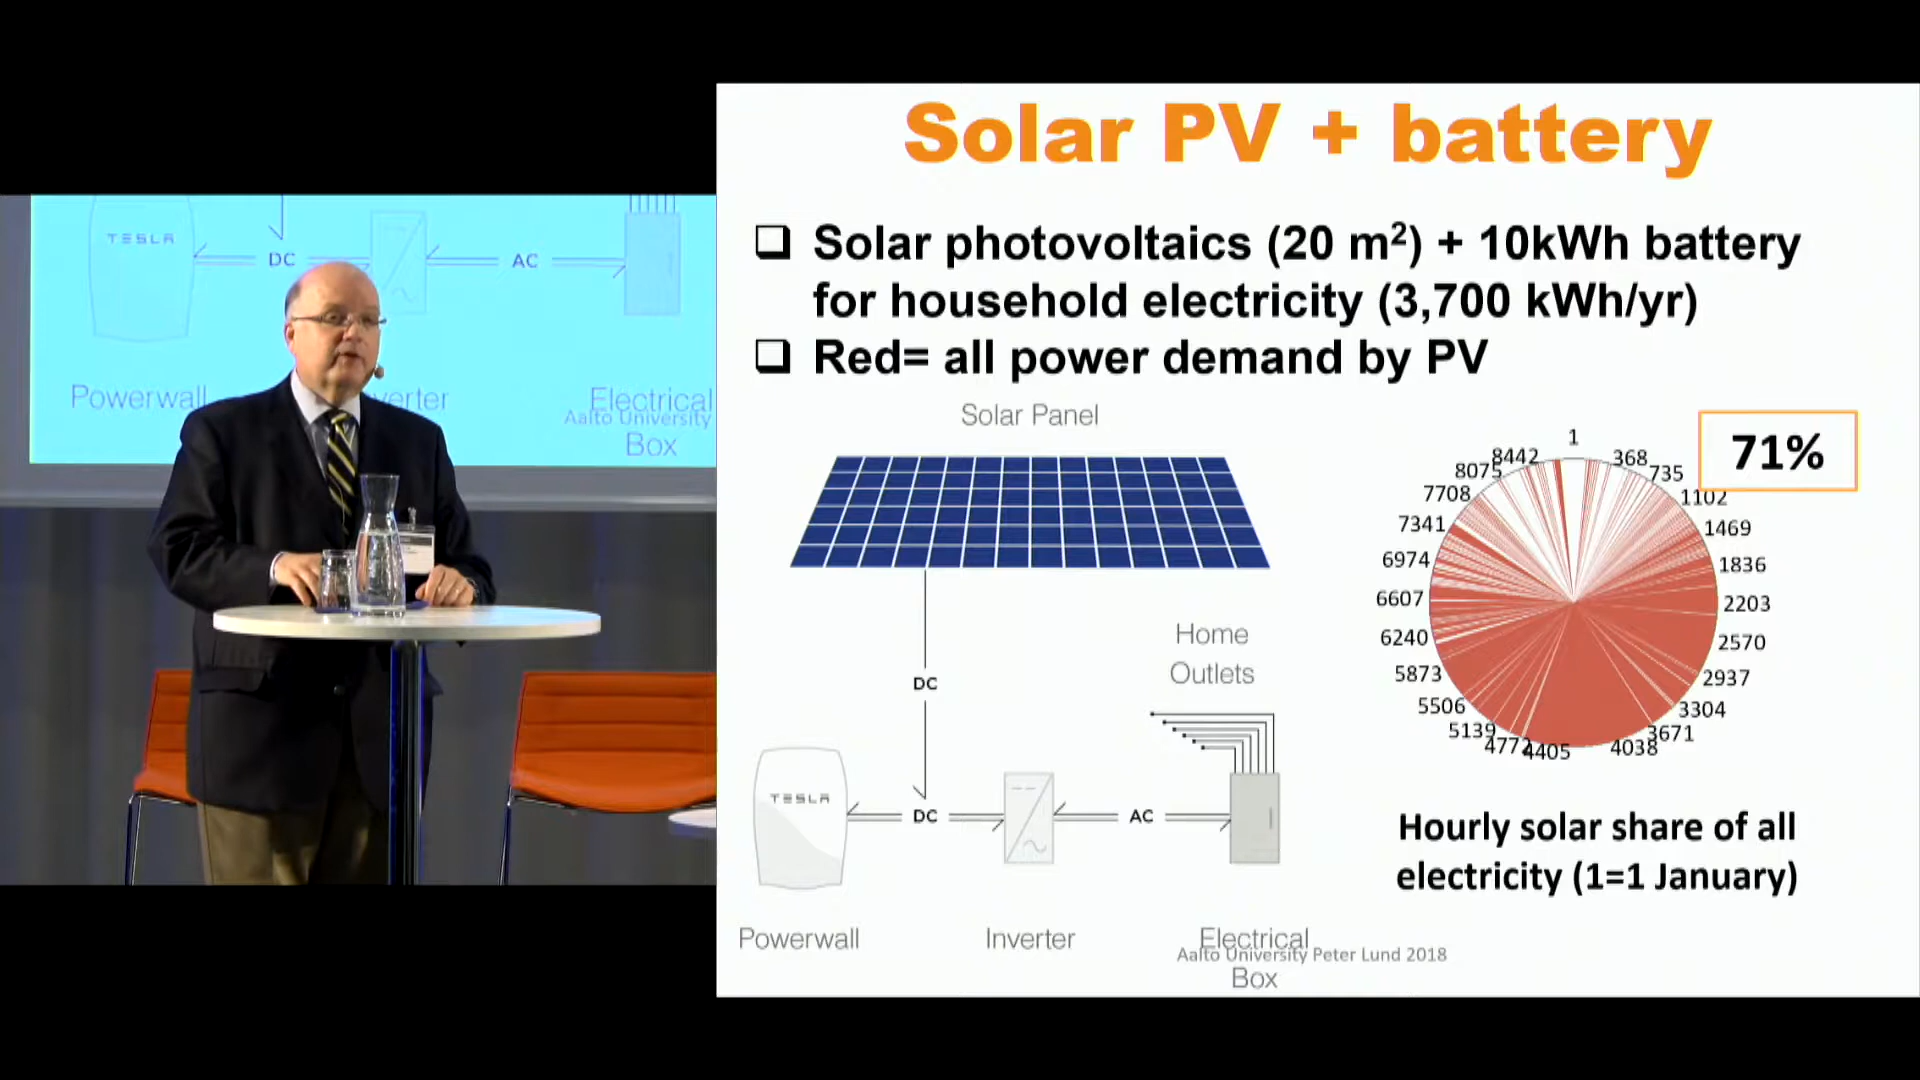 Solar PV + battery
❑ Solar photovoltaics (20 m²) + 10kWh battery
for household electricity (3,700 kWh/yr)
❑ Red= all power demand by PV
Solar Panel
71%
1
368
735
1102
1469
1836
2203
2570
2937
3304
3671
4038
4405
4772
5139
5506
5873
6240
6607
6974
7341
7708
8075
8442
Home
Outlets
DC
TESLA
DC
AC
Hourly solar share of all
electricity (1=1 January)
Powerwall
Inverter
Electrical
Box
Aalto University Peter Lund 2018
TESLA
DC
AC
Powerwall
verter
Electrical
Aalto University
Box